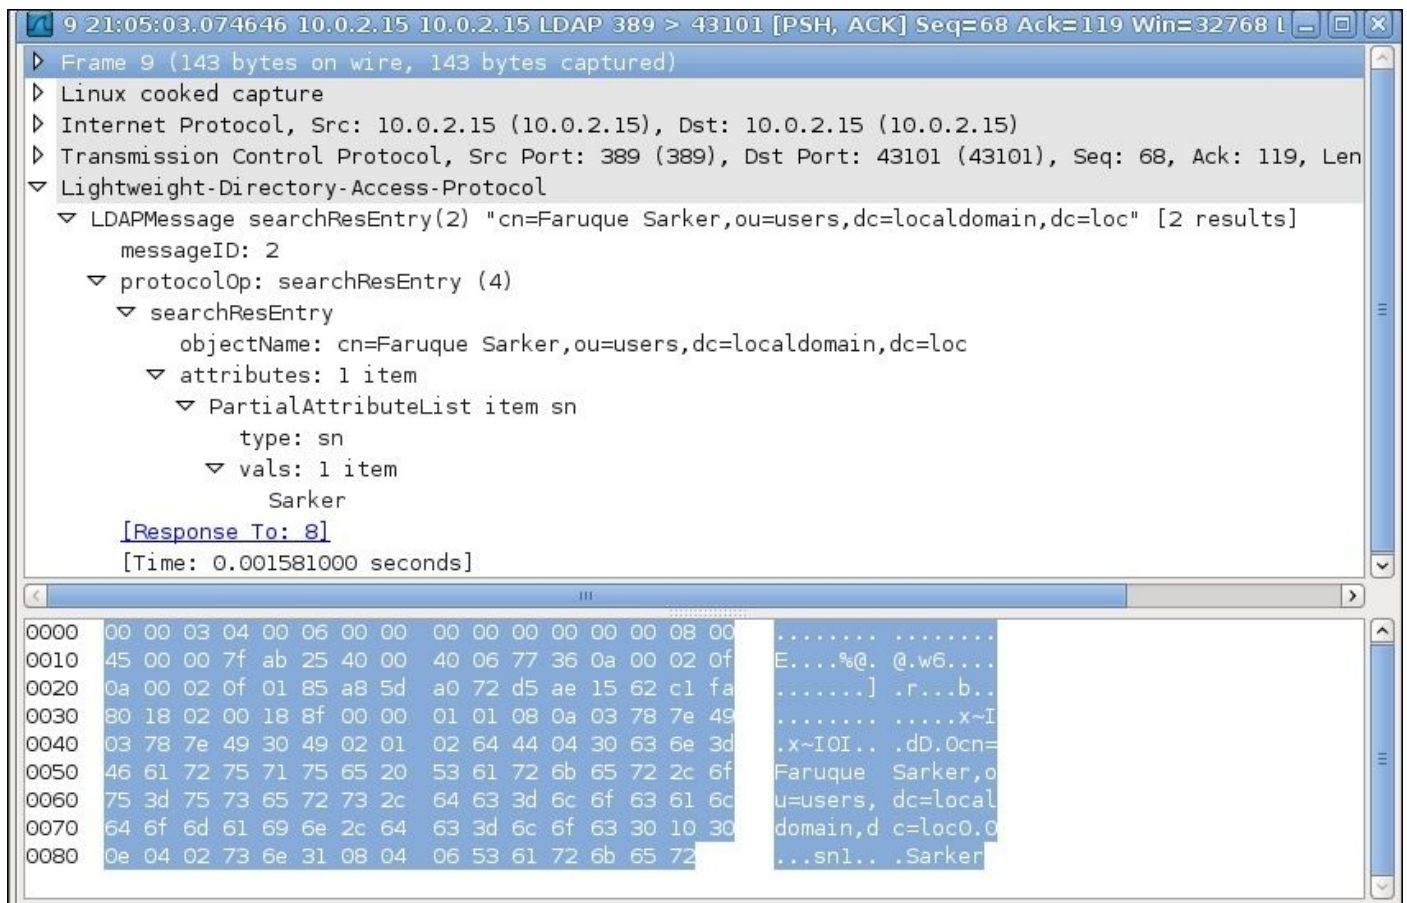 9 21:05:03.074646 10.0.2.15 10.0.2.15 LDAP 389 > 43101 [PSH, ACK] Seq=68 Ack=119 Win=32768 L
Frame 9 (143 bytes on wire, 143 bytes captured)
Linux cooked capture
Internet Protocol, Src: 10.0.2.15 (10.0.2.15), Dst: 10.0.2.15 (10.0.2.15)
Transmission Control Protocol, Src Port: 389 (389), Dst Port: 43101 (43101), Seq: 68, Ack: 119, Len
Lightweight-Directory-Access-Protocol
LDAPMessage searchResEntry(2) "cn=Faruque Sarker,ou=users,dc=localdomain,dc=loc" [2 results]
messageID: 2
protocolOp: searchResEntry (4)
searchResEntry
objectName: cn=Faruque Sarker,ou=users,dc=localdomain,dc=loc
attributes: 1 item
PartialAttributeList item sn
type: sn
vals: 1 item
Sarker
[Response To: 8]
[Time: 0.001581000 seconds]
0000 00 00 03 04 00 06 00 00 00 00 00 00 00 00 08 00 ........ ........
0010 45 00 00 7f ab 25 40 00 40 06 77 36 0a 00 02 0f E....%@. @.w6....
0020 0a 00 02 0f 01 85 a8 5d a0 72 d5 ae 15 62 c1 fa .......] .r...b..
0030 80 18 02 00 18 8f 00 00 01 01 08 0a 03 78 7e 49 ........ .....x~I
0040 03 78 7e 49 30 49 02 01 02 64 44 04 30 63 6e 3d .x~I0I.. .dD.0cn=
0050 46 61 72 75 71 75 65 20 53 61 72 6b 65 72 2c 6f Faruque Sarker,o
0060 75 3d 75 73 65 72 73 2c 64 63 3d 6c 6f 63 61 6c u=users, dc=local
0070 64 6f 6d 61 69 6e 2c 64 63 3d 6c 6f 63 30 10 30 domain,d c=loc0.0
0080 0e 04 02 73 6e 31 08 04 06 53 61 72 6b 65 72 ...sn1.. .Sarker